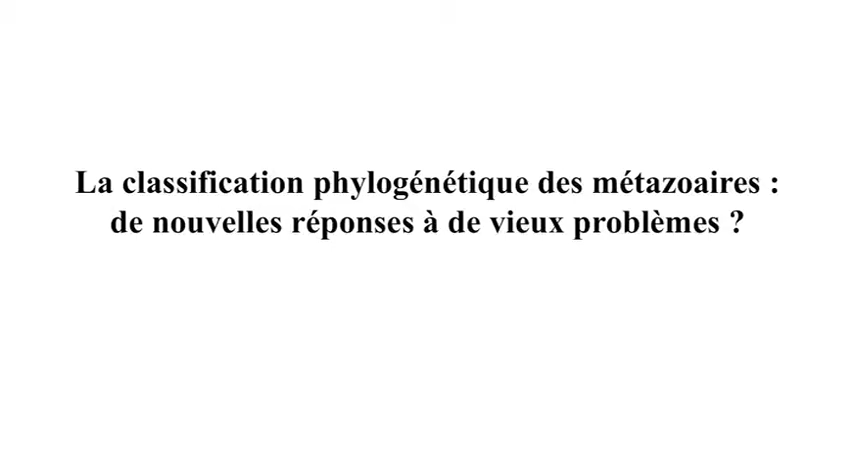 La classification phylogénétique des métazoaires :
de nouvelles réponses à de vieux problèmes ?